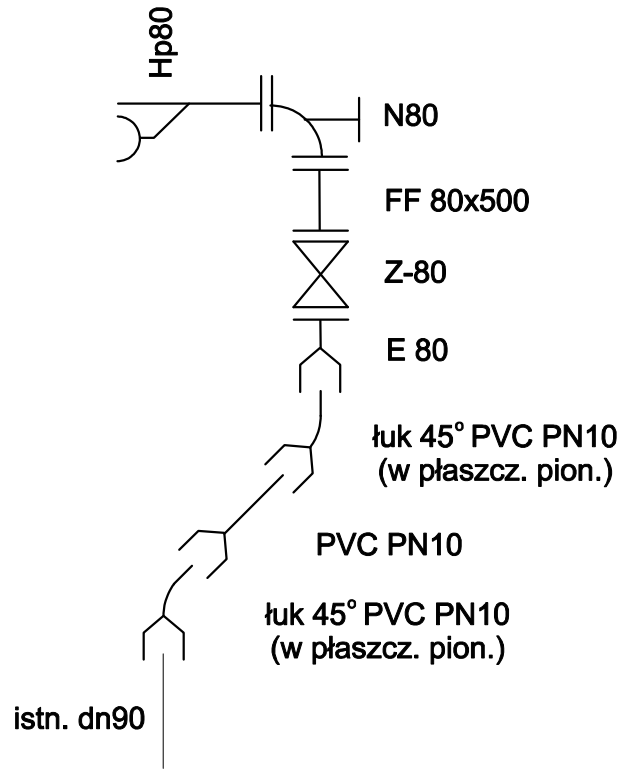 Hp80
N80
FF 80x500
Z-80
E 80
łuk 45° PVC PN10
(w płaszcz. pion.)
PVC PN10
łuk 45° PVC PN10
(w płaszcz. pion.)
istn. dn90